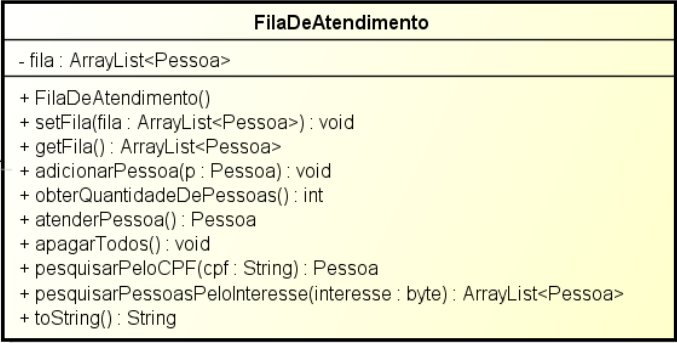 FilaDeAtendimento
- fila : ArrayList<Pessoa>
+ FilaDeAtendimento()
+ setFila(fila : ArrayList<Pessoa>) : void
+ getFila() : ArrayList<Pessoa>
+ adicionarPessoa(p : Pessoa) : void
+ obterQuantidadeDePessoas() : int
+ atenderPessoa() : Pessoa
+ apagarTodos() : void
+ pesquisarPeloCPF(cpf : String) : Pessoa
+ pesquisarPessoasPeloInteresse(interesse : byte) : ArrayList<Pessoa>
+ toString() : String